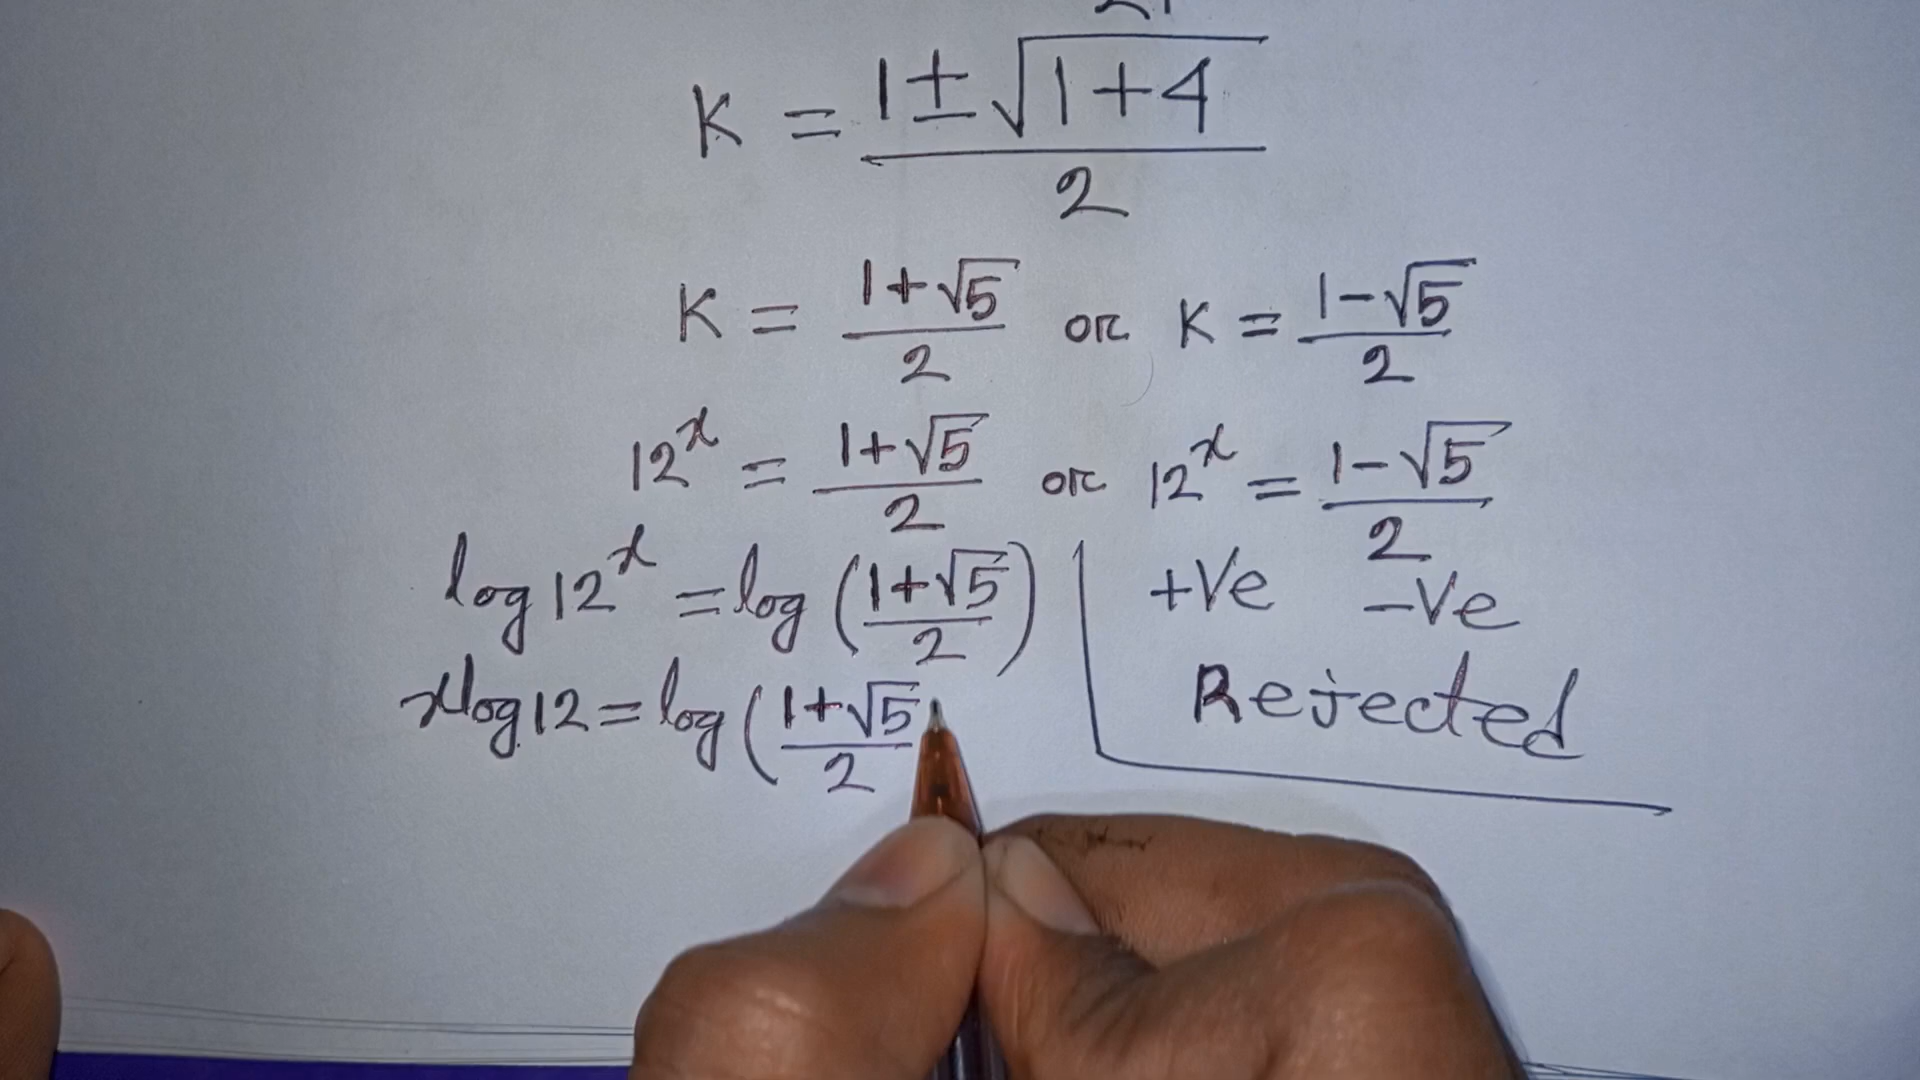 K = (1 ± √(1+4)) / 2
K = (1+√5)/2 or K = (1-√5)/2
12^x = (1+√5)/2 or 12^x = (1-√5)/2
log 12^x = log ((1+√5)/2)
+Ve -Ve
x log 12 = log ((1+√5)/2
Rejected